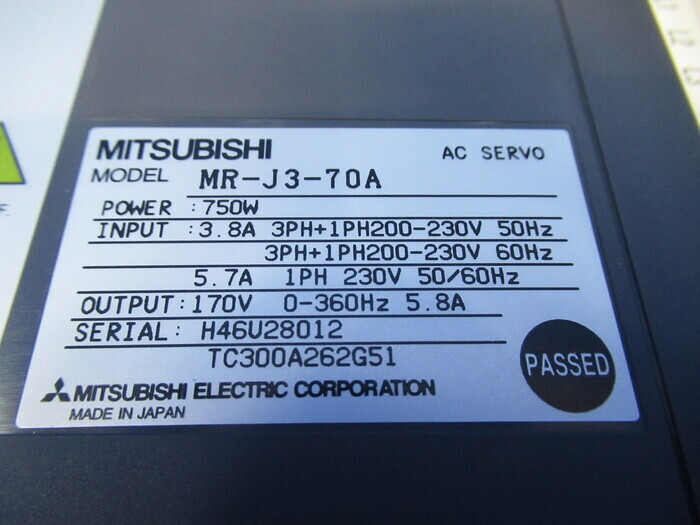 MITSUBISHI
AC SERVO
MODEL MR-J3-70A
POWER :750W
INPUT :3.8A 3PH+1PH200-230V 50Hz
3PH+1PH200-230V 60Hz
5.7A 1PH 230V 50/60Hz
OUTPUT:170V 0-360Hz 5.8A
SERIAL: H46U28012
TC300A262G51
PASSED
MITSUBISHI ELECTRIC CORPORATION
MADE IN JAPAN